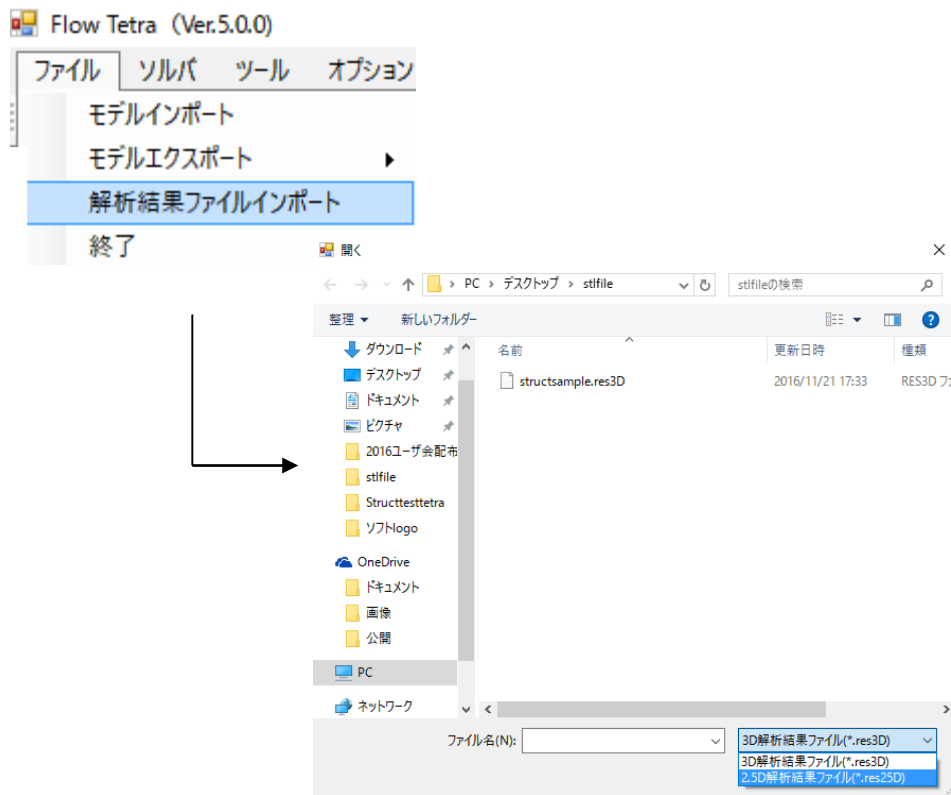 Flow Tetra（Ver.5.0.0)
ファイル ソルバ ツール オプション
モデルインポート
モデルエクスポート
解析結果ファイルインポート
終了
開く
PC › デスクトップ › stlfile
stlfileの検索
整理 新しいフォルダー
名前 更新日時 種類
ダウンロード
デスクトップ
ドキュメント
ピクチャ
2016ユーザ会配布
stlfile
Structtesttetra
ソフトlogo
OneDrive
ドキュメント
画像
公開
PC
ネットワーク
structsample.res3D 2016/11/21 17:33 RES3D フ
ファイル名(N):
3D解析結果ファイル(*.res3D)
3D解析結果ファイル(*.res3D)
2.5D解析結果ファイル(*.res25D)